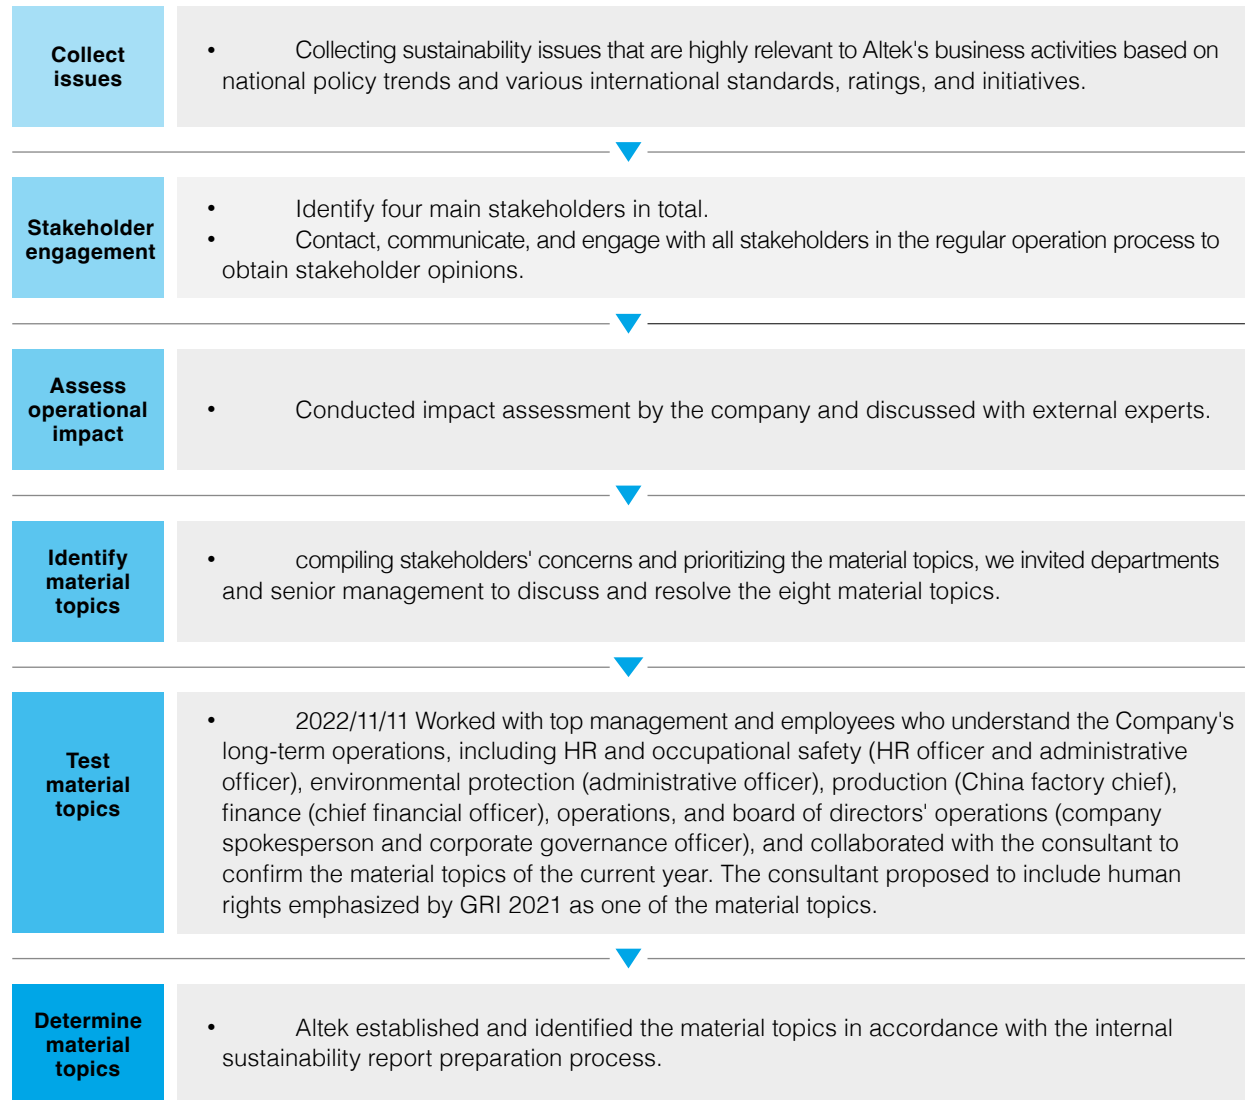 Collect
issues
• Collecting sustainability issues that are highly relevant to Altek's business activities based on
national policy trends and various international standards, ratings, and initiatives.
Stakeholder
engagement
• Identify four main stakeholders in total.
• Contact, communicate, and engage with all stakeholders in the regular operation process to
obtain stakeholder opinions.
Assess
operational
impact
• Conducted impact assessment by the company and discussed with external experts.
Identify
material
topics
• compiling stakeholders' concerns and prioritizing the material topics, we invited departments
and senior management to discuss and resolve the eight material topics.
Test
material
topics
• 2022/11/11 Worked with top management and employees who understand the Company's
long-term operations, including HR and occupational safety (HR officer and administrative
officer), environmental protection (administrative officer), production (China factory chief),
finance (chief financial officer), operations, and board of directors' operations (company
spokesperson and corporate governance officer), and collaborated with the consultant to
confirm the material topics of the current year. The consultant proposed to include human
rights emphasized by GRI 2021 as one of the material topics.
Determine
material
topics
• Altek established and identified the material topics in accordance with the internal
sustainability report preparation process.